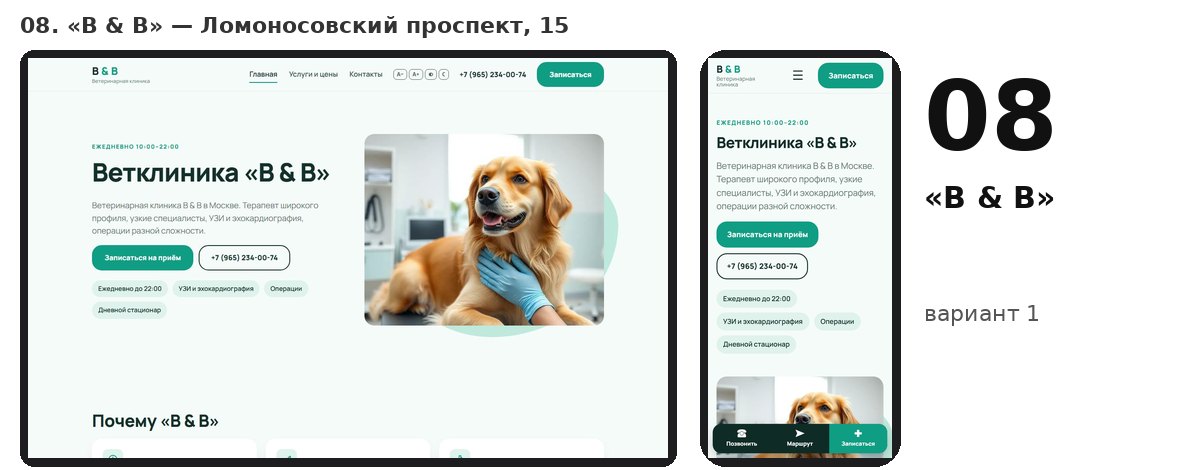 08. «В & В» — Ломоносовский проспект, 15
В & В
Ветеринарная клиника
Главная Услуги и цены Контакты A− A+ ◐ C +7 (965) 234-00-74 Записаться
ЕЖЕДНЕВНО 10:00–22:00
Ветклиника «В & В»
Ветеринарная клиника В & В в Москве. Терапевт широкого
профиля, узкие специалисты, УЗИ и эхокардиография,
операции разной сложности.
Записаться на приём +7 (965) 234-00-74
Ежедневно до 22:00 УЗИ и эхокардиография Операции
Дневной стационар
Почему «В & В»
В & В
Ветеринарная
клиника
☰ Записаться
ЕЖЕДНЕВНО 10:00–22:00
Ветклиника «В & В»
Ветеринарная клиника В & В в Москве.
Терапевт широкого профиля, узкие
специалисты, УЗИ и эхокардиография,
операции разной сложности.
Записаться на приём
+7 (965) 234-00-74
Ежедневно до 22:00
УЗИ и эхокардиография Операции
Дневной стационар
Позвонить Маршрут Записаться
08
«В & В»
вариант 1